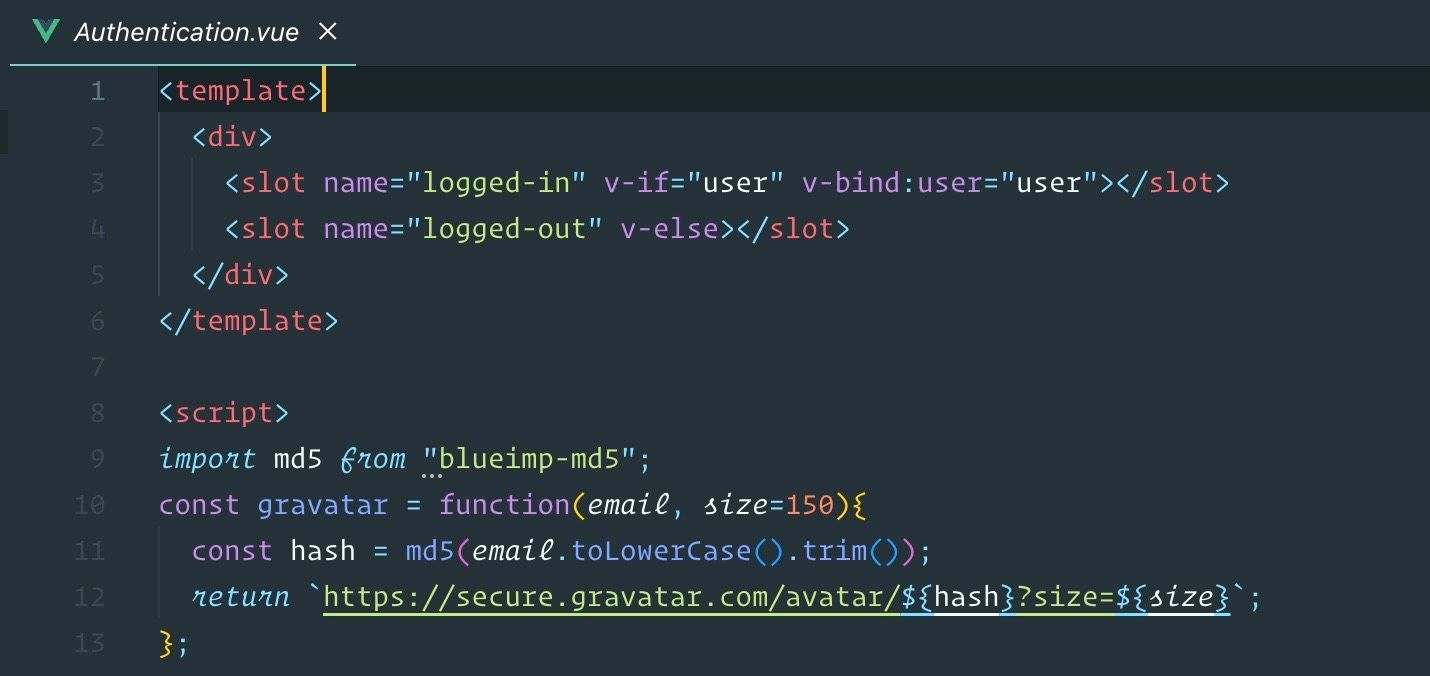 Authentication.vue ×
1 <template>
2   <div>
3     <slot name="logged-in" v-if="user" v-bind:user="user"></slot>
4     <slot name="logged-out" v-else></slot>
5   </div>
6 </template>
7
8 <script>
9 import md5 from "blueimp-md5";
10 const gravatar = function(email, size=150){
11   const hash = md5(email.toLowerCase().trim());
12   return `https://secure.gravatar.com/avatar/${hash}?size=${size}`;
13 };